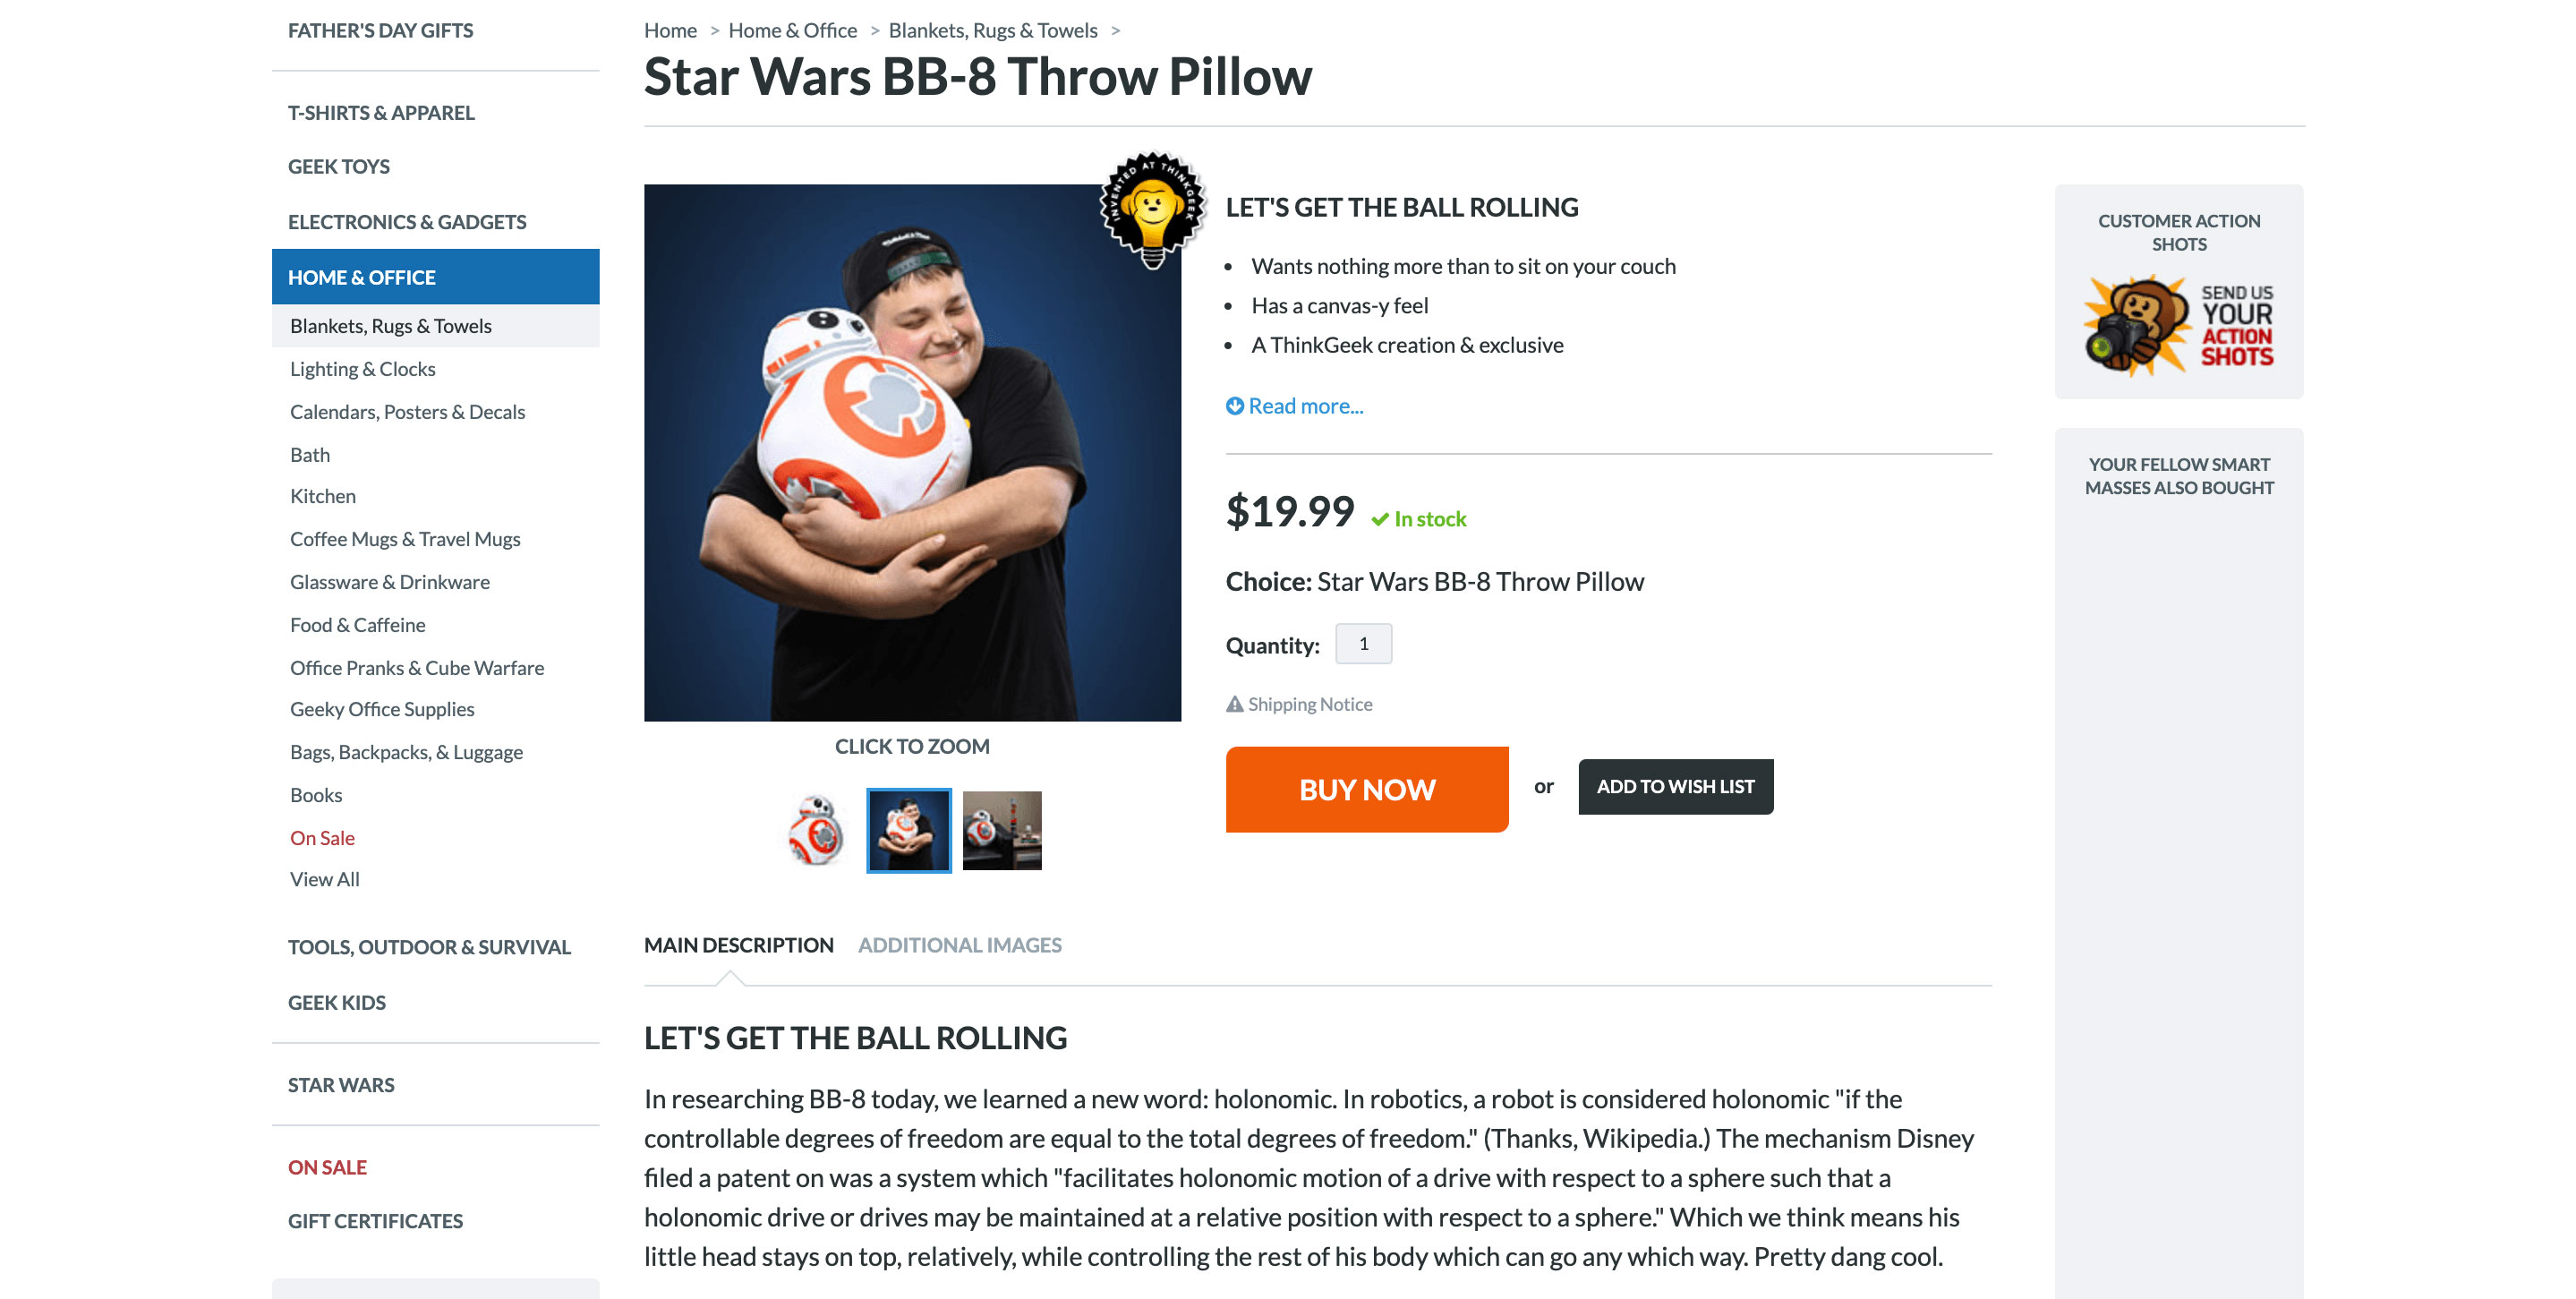 FATHER'S DAY GIFTS
T-SHIRTS & APPAREL
GEEK TOYS
ELECTRONICS & GADGETS
HOME & OFFICE
Blankets, Rugs & Towels
Lighting & Clocks
Calendars, Posters & Decals
Bath
Kitchen
Coffee Mugs & Travel Mugs
Glassware & Drinkware
Food & Caffeine
Office Pranks & Cube Warfare
Geeky Office Supplies
Bags, Backpacks, & Luggage
Books
On Sale
View All
TOOLS, OUTDOOR & SURVIVAL
GEEK KIDS
STAR WARS
ON SALE
GIFT CERTIFICATES
Home > Home & Office > Blankets, Rugs & Towels >
Star Wars BB-8 Throw Pillow
INVENTED AT THINKGEEK
CLICK TO ZOOM
LET'S GET THE BALL ROLLING
• Wants nothing more than to sit on your couch
• Has a canvas-y feel
• A ThinkGeek creation & exclusive
Read more...
$19.99 In stock
Choice: Star Wars BB-8 Throw Pillow
Quantity: 1
Shipping Notice
BUY NOW or ADD TO WISH LIST
MAIN DESCRIPTION ADDITIONAL IMAGES
LET'S GET THE BALL ROLLING
In researching BB-8 today, we learned a new word: holonomic. In robotics, a robot is considered holonomic "if the
controllable degrees of freedom are equal to the total degrees of freedom." (Thanks, Wikipedia.) The mechanism Disney
filed a patent on was a system which "facilitates holonomic motion of a drive with respect to a sphere such that a
holonomic drive or drives may be maintained at a relative position with respect to a sphere." Which we think means his
little head stays on top, relatively, while controlling the rest of his body which can go any which way. Pretty dang cool.
CUSTOMER ACTION
SHOTS
SEND US
YOUR
ACTION
SHOTS
YOUR FELLOW SMART
MASSES ALSO BOUGHT